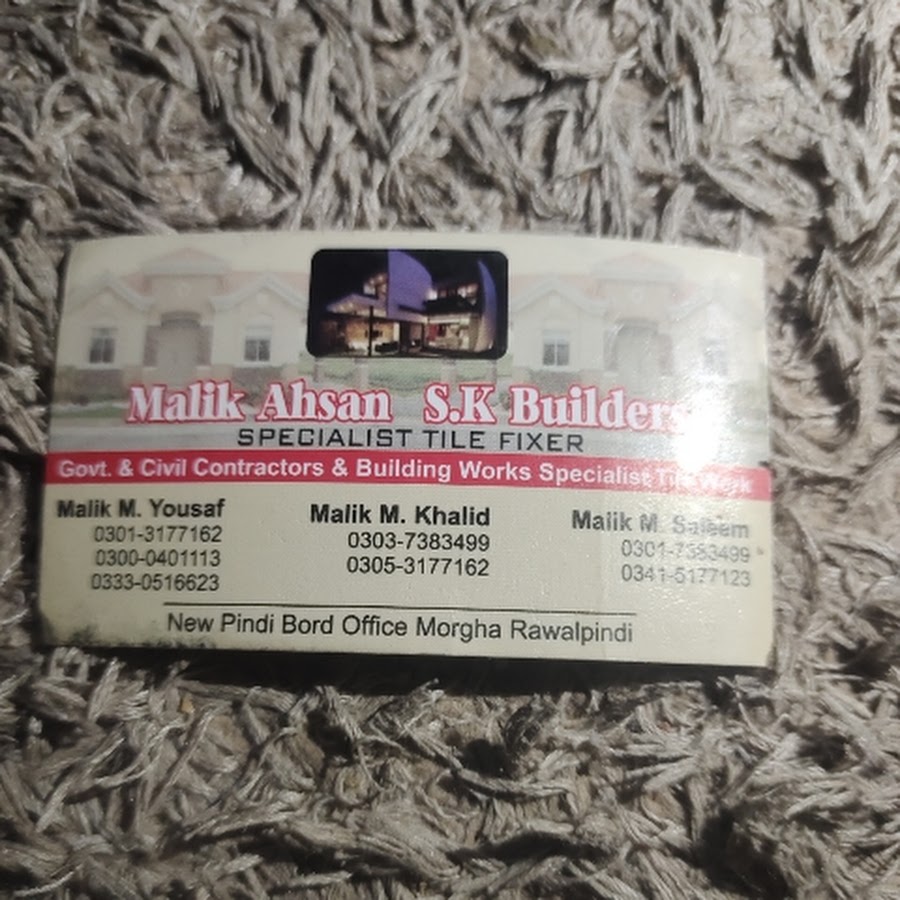 Malik Ahsan S.K Builders
SPECIALIST TILE FIXER
Govt. & Civil Contractors & Building Works Specialist Tile Work
Malik M. Yousaf
0301-3177162
0300-0401113
0333-0516623
Malik M. Khalid
0303-7383499
0305-3177162
Malik M. Saleem
0301-7383499
0341-5177123
New Pindi Bord Office Morgha Rawalpindi